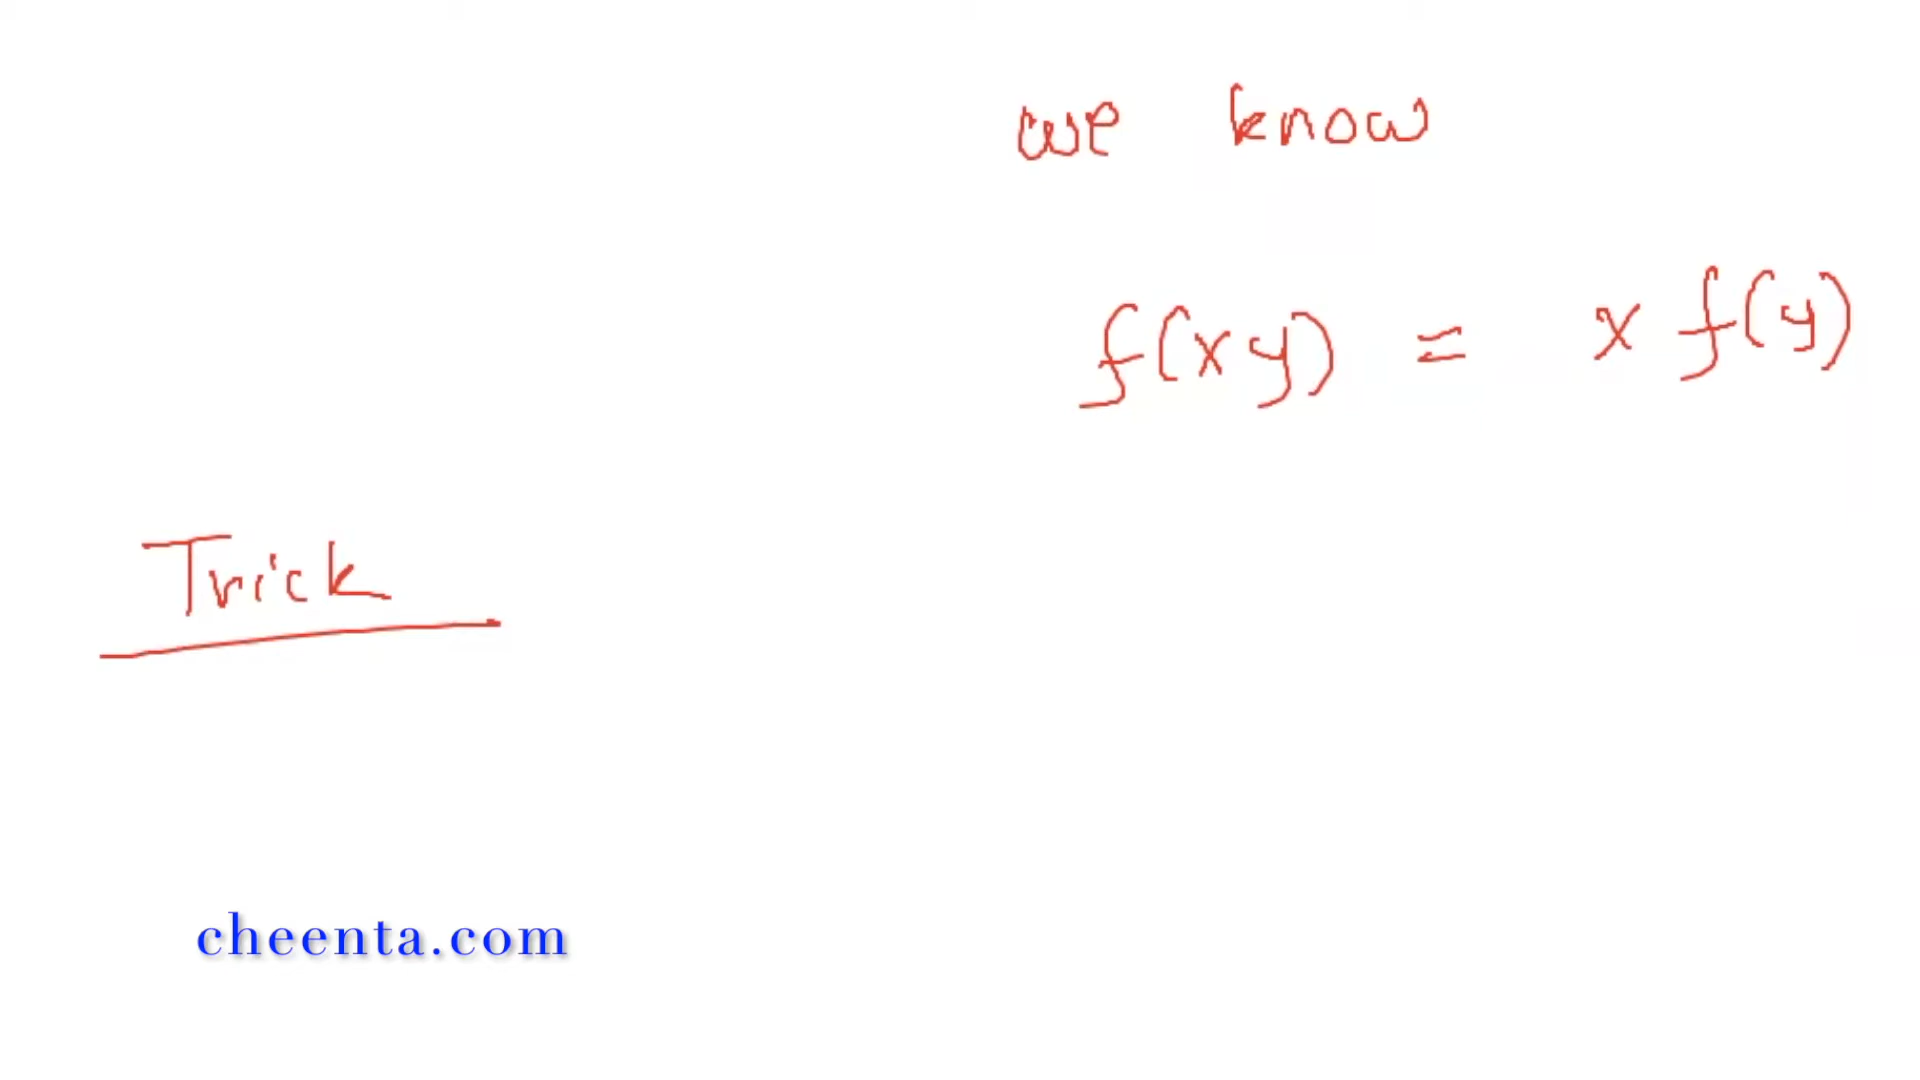 we know
f(xy) = x f(y)
Trick
cheenta.com